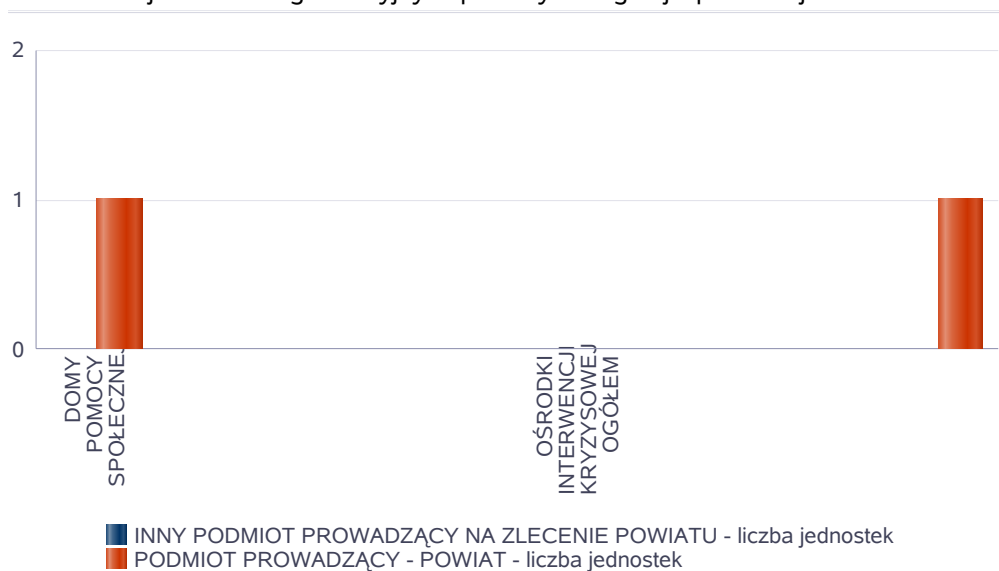 2
1
0
DOMY
POMOCY
SPOŁECZNEJ
OŚRODKI
INTERWENCJI
KRYZYSOWEJ
OGÓŁEM
INNY PODMIOT PROWADZĄCY NA ZLECENIE POWIATU - liczba jednostek
PODMIOT PROWADZĄCY - POWIAT - liczba jednostek